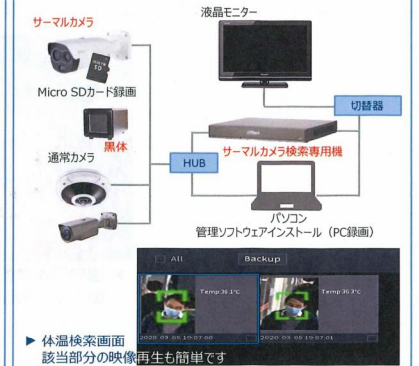 液晶モニター
サーマルカメラ
Micro SDカード録画
切替器
黒体
サーマルカメラ検索専用機
通常カメラ
HUB
パソコン
管理ソフトウェアインストール（PC録画）
All
Backup
Temp:36.1℃
Temp:36.3℃
2020-03-05 19:07:00
2020-03-05 19:07:01
▶ 体温検索画面
該当部分の映像再生も簡単です